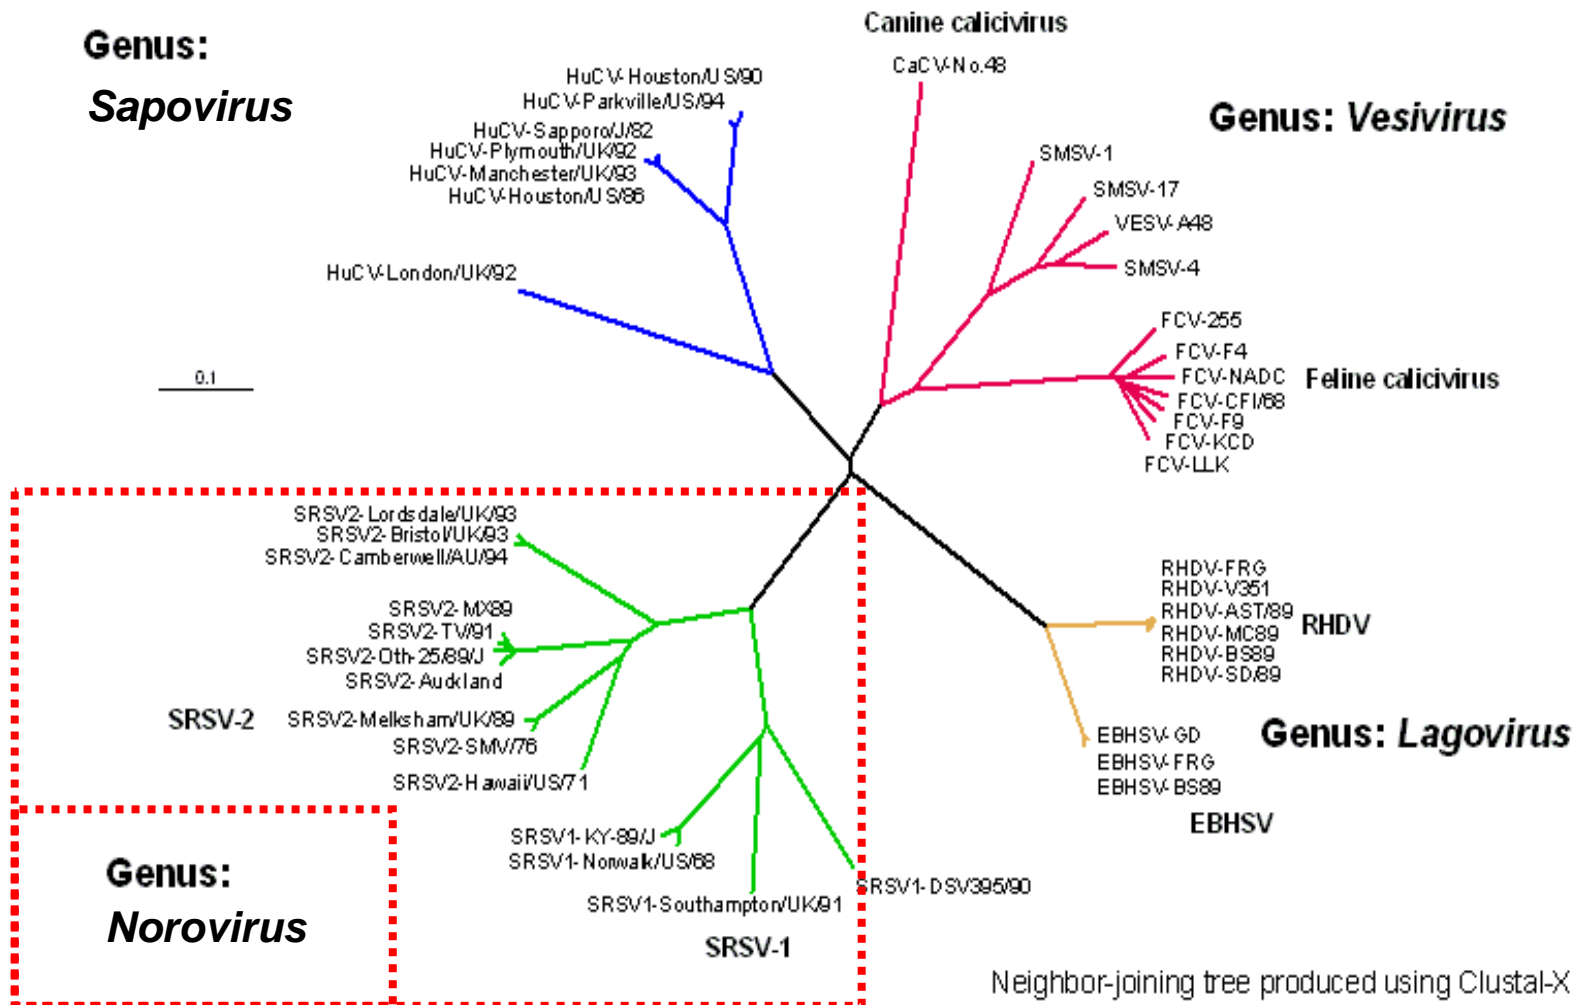 Genus:
Sapovirus
HuCV-Houston/US/90
HuCV-Parkville/US/94
HuCV-Sapporo/J/82
HuCV-Plymouth/UK/92
HuCV-Manchester/UK/93
HuCV-Houston/US/86
HuCV-London/UK/92
0.1
Canine calicivirus
CaCV-No.48
Genus: Vesivirus
SMSV-1
SMSV-17
VESV-A48
SMSV-4
FCV-255
FCV-F4
FCV-NADC
FCV-CFI/68
FCV-F9
FCV-KCD
FCV-LLK
Feline calicivirus
SRSV2-Lordsdale/UK/93
SRSV2-Bristol/UK/93
SRSV2-Camberwell/AU/94
SRSV2-MX89
SRSV2-TV/91
SRSV2-Oth-25/89/J
SRSV2-Auckland
SRSV-2
SRSV2-Melksham/UK/89
SRSV2-SMV/76
SRSV2-Hawaii/US/71
SRSV1-KY-89/J
SRSV1-Norwalk/US/68
SRSV1-Southampton/UK/91
SRSV1-DSV395/90
SRSV-1
Genus:
Norovirus
RHDV-FRG
RHDV-V351
RHDV-AST/89
RHDV-MC89
RHDV-BS89
RHDV-SD/89
RHDV
Genus: Lagovirus
EBHSV-GD
EBHSV-FRG
EBHSV-BS89
EBHSV
Neighbor-joining tree produced using Clustal-X